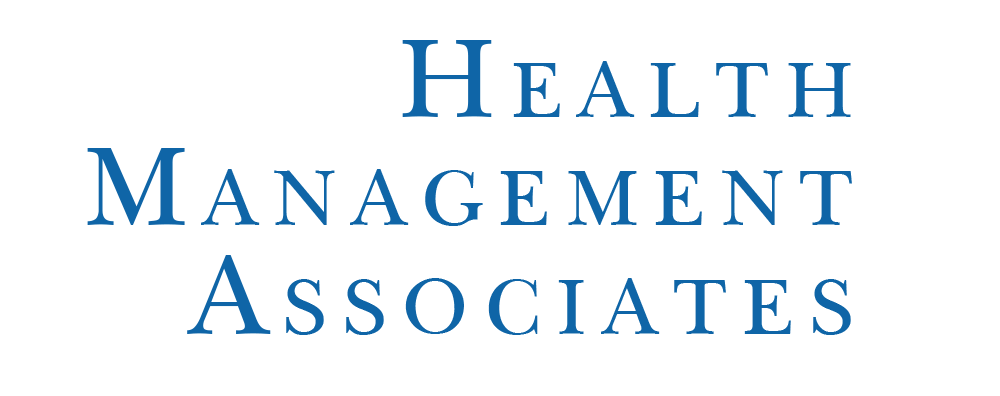 HEALTH
MANAGEMENT
ASSOCIATES